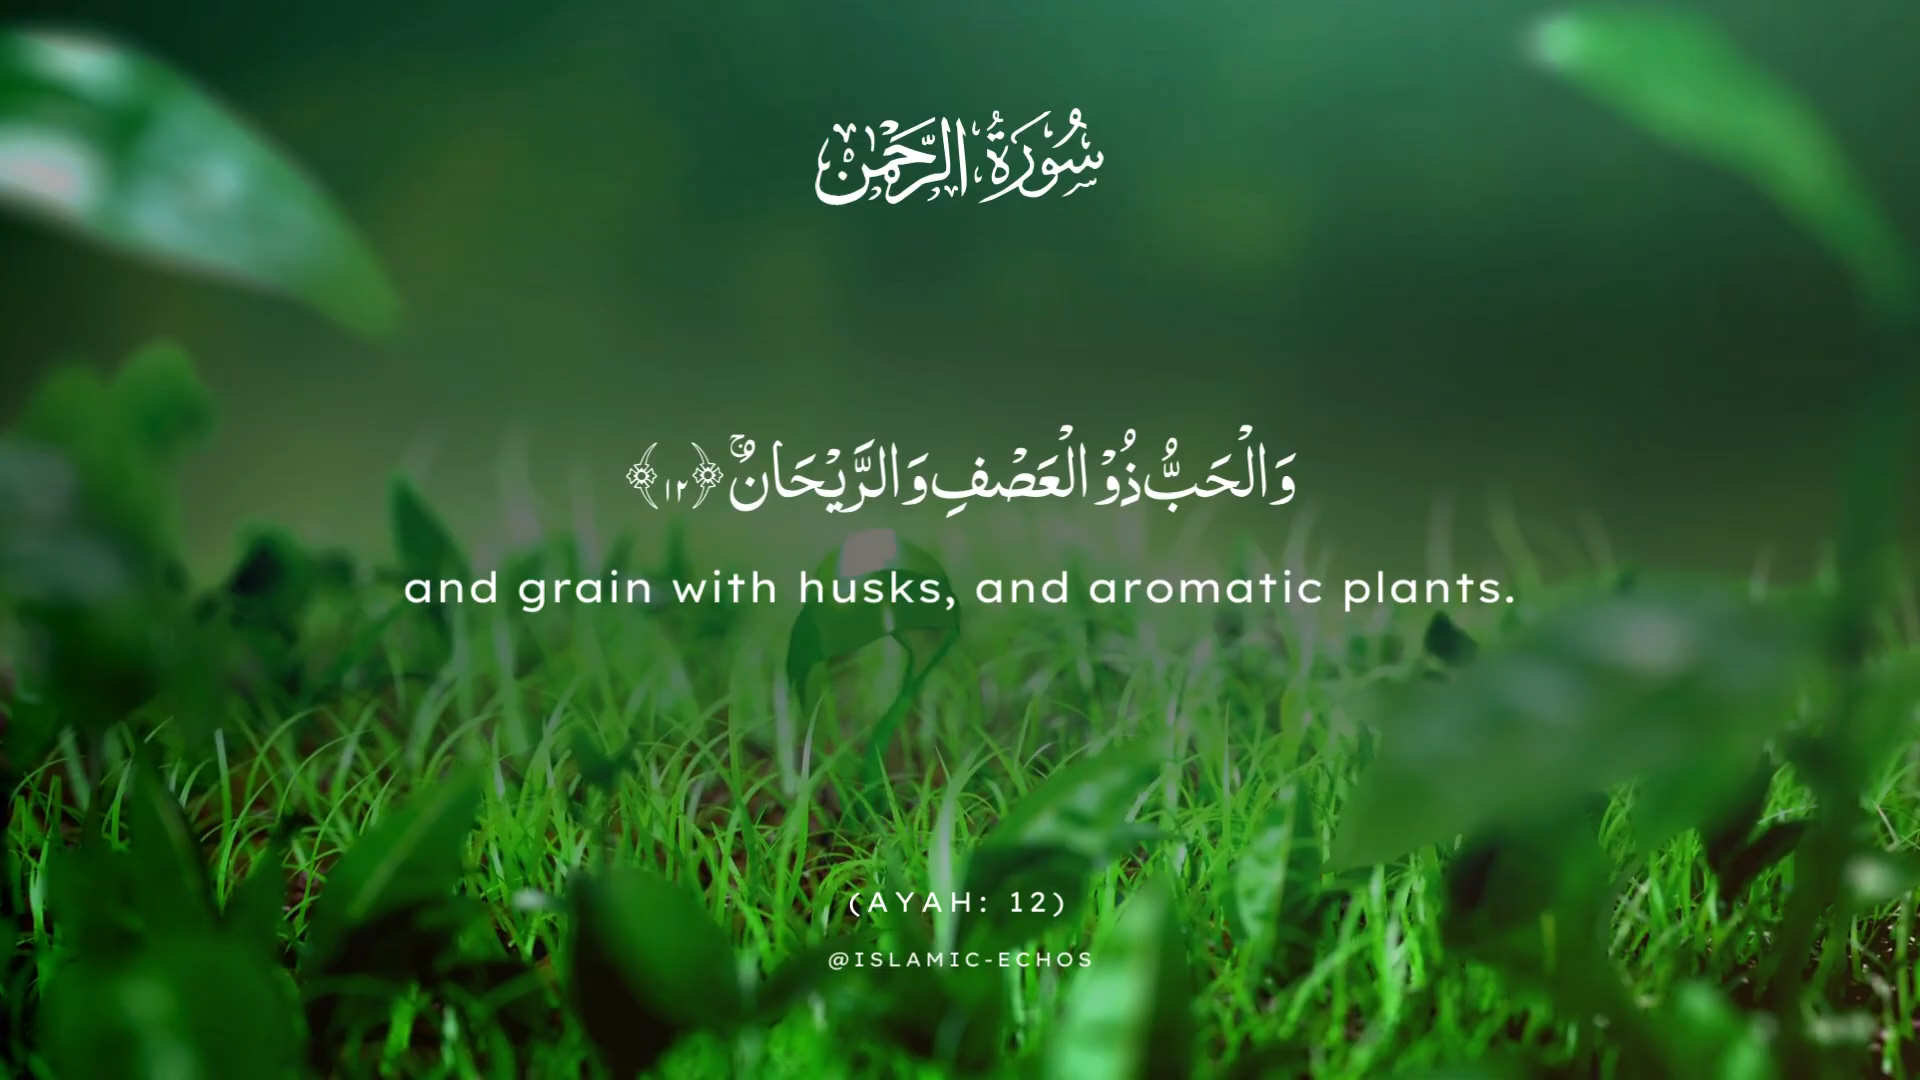 سُورَةُ الرَّحْمٰنِ
وَالْحَبُّ ذُوْ الْعَصْفِ وَالرَّيْحَانُ ۚ ﴿١٢﴾
and grain with husks, and aromatic plants.
(AYAH: 12)
@ISLAMIC-ECHOS